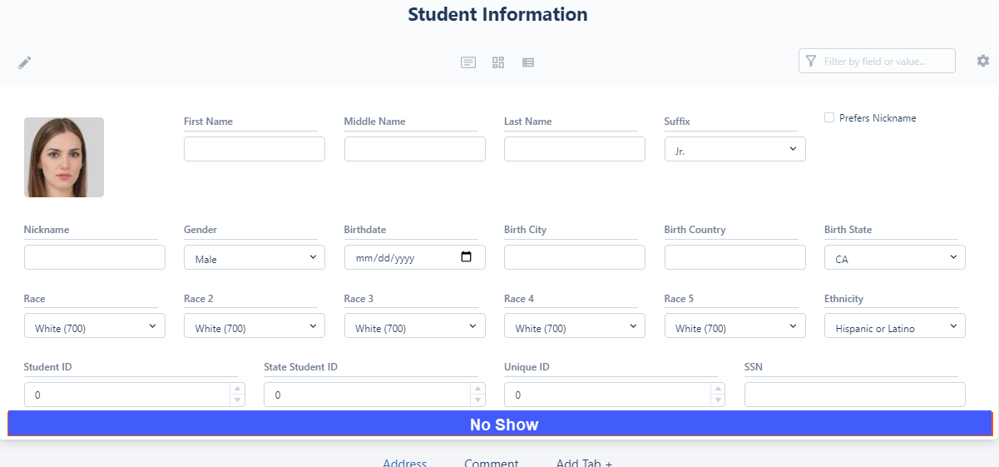 Student Information
Filter by field or value...
First Name Middle Name Last Name Suffix Prefers Nickname
Jr.
Nickname Gender Birthdate Birth City Birth Country Birth State
Male mm/dd/yyyy CA
Race Race 2 Race 3 Race 4 Race 5 Ethnicity
White (700) White (700) White (700) White (700) White (700) Hispanic or Latino
Student ID State Student ID Unique ID SSN
0 0 0
No Show
Address Comment Add Tab +